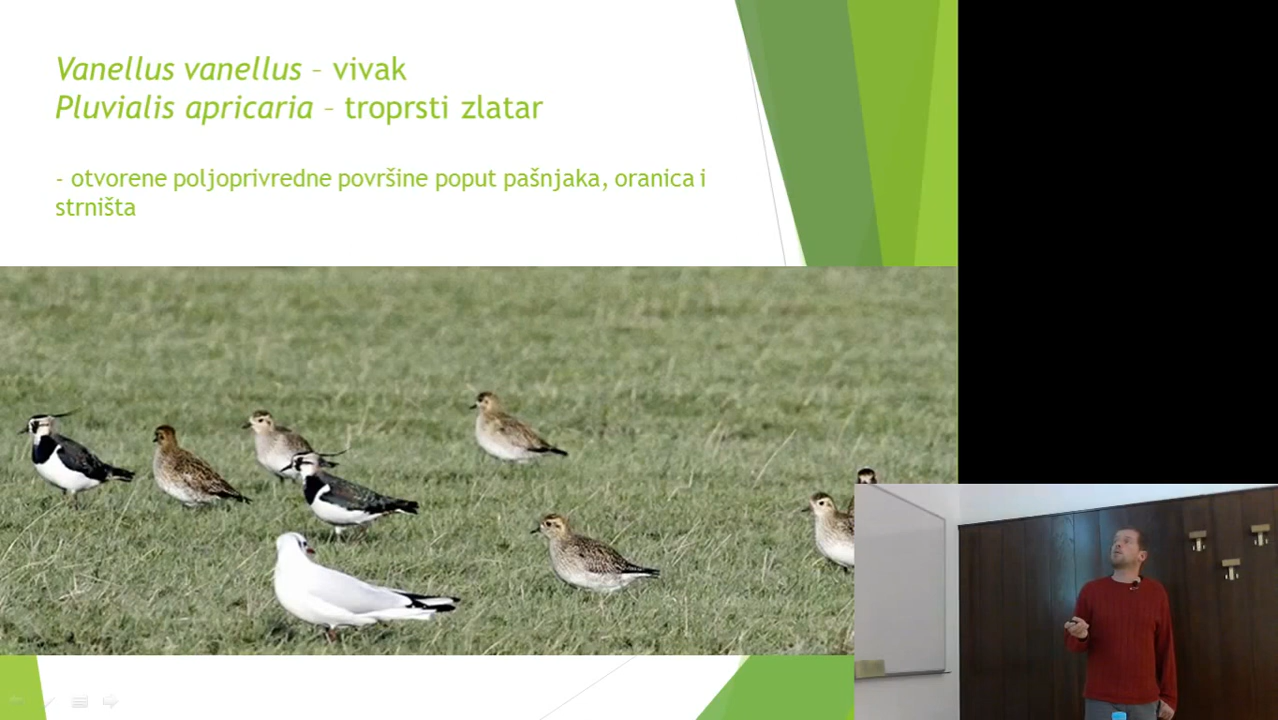 Vanellus vanellus – vivak
Pluvialis apricaria – troprsti zlatar
- otvorene poljoprivredne površine poput pašnjaka, oranica i
strništa